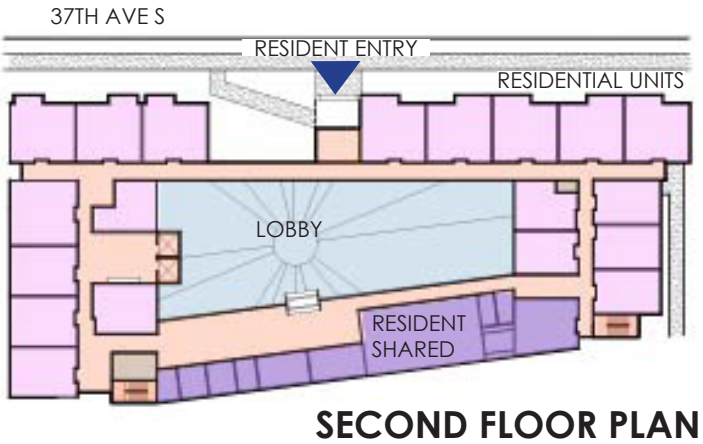 37TH AVE S
RESIDENT ENTRY
RESIDENTIAL UNITS
LOBBY
RESIDENT
SHARED
SECOND FLOOR PLAN